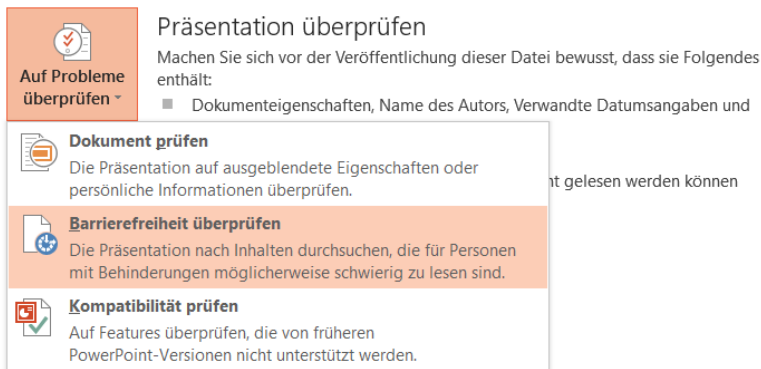 Präsentation überprüfen
Machen Sie sich vor der Veröffentlichung dieser Datei bewusst, dass sie Folgendes
enthält:
Dokumenteigenschaften, Name des Autors, Verwandte Datumsangaben und
Auf Probleme
überprüfen
Dokument prüfen
Die Präsentation auf ausgeblendete Eigenschaften oder
persönliche Informationen überprüfen.
gelesen werden können
Barrierefreiheit überprüfen
Die Präsentation nach Inhalten durchsuchen, die für Personen
mit Behinderungen möglicherweise schwierig zu lesen sind.
Kompatibilität prüfen
Auf Features überprüfen, die von früheren
PowerPoint-Versionen nicht unterstützt werden.